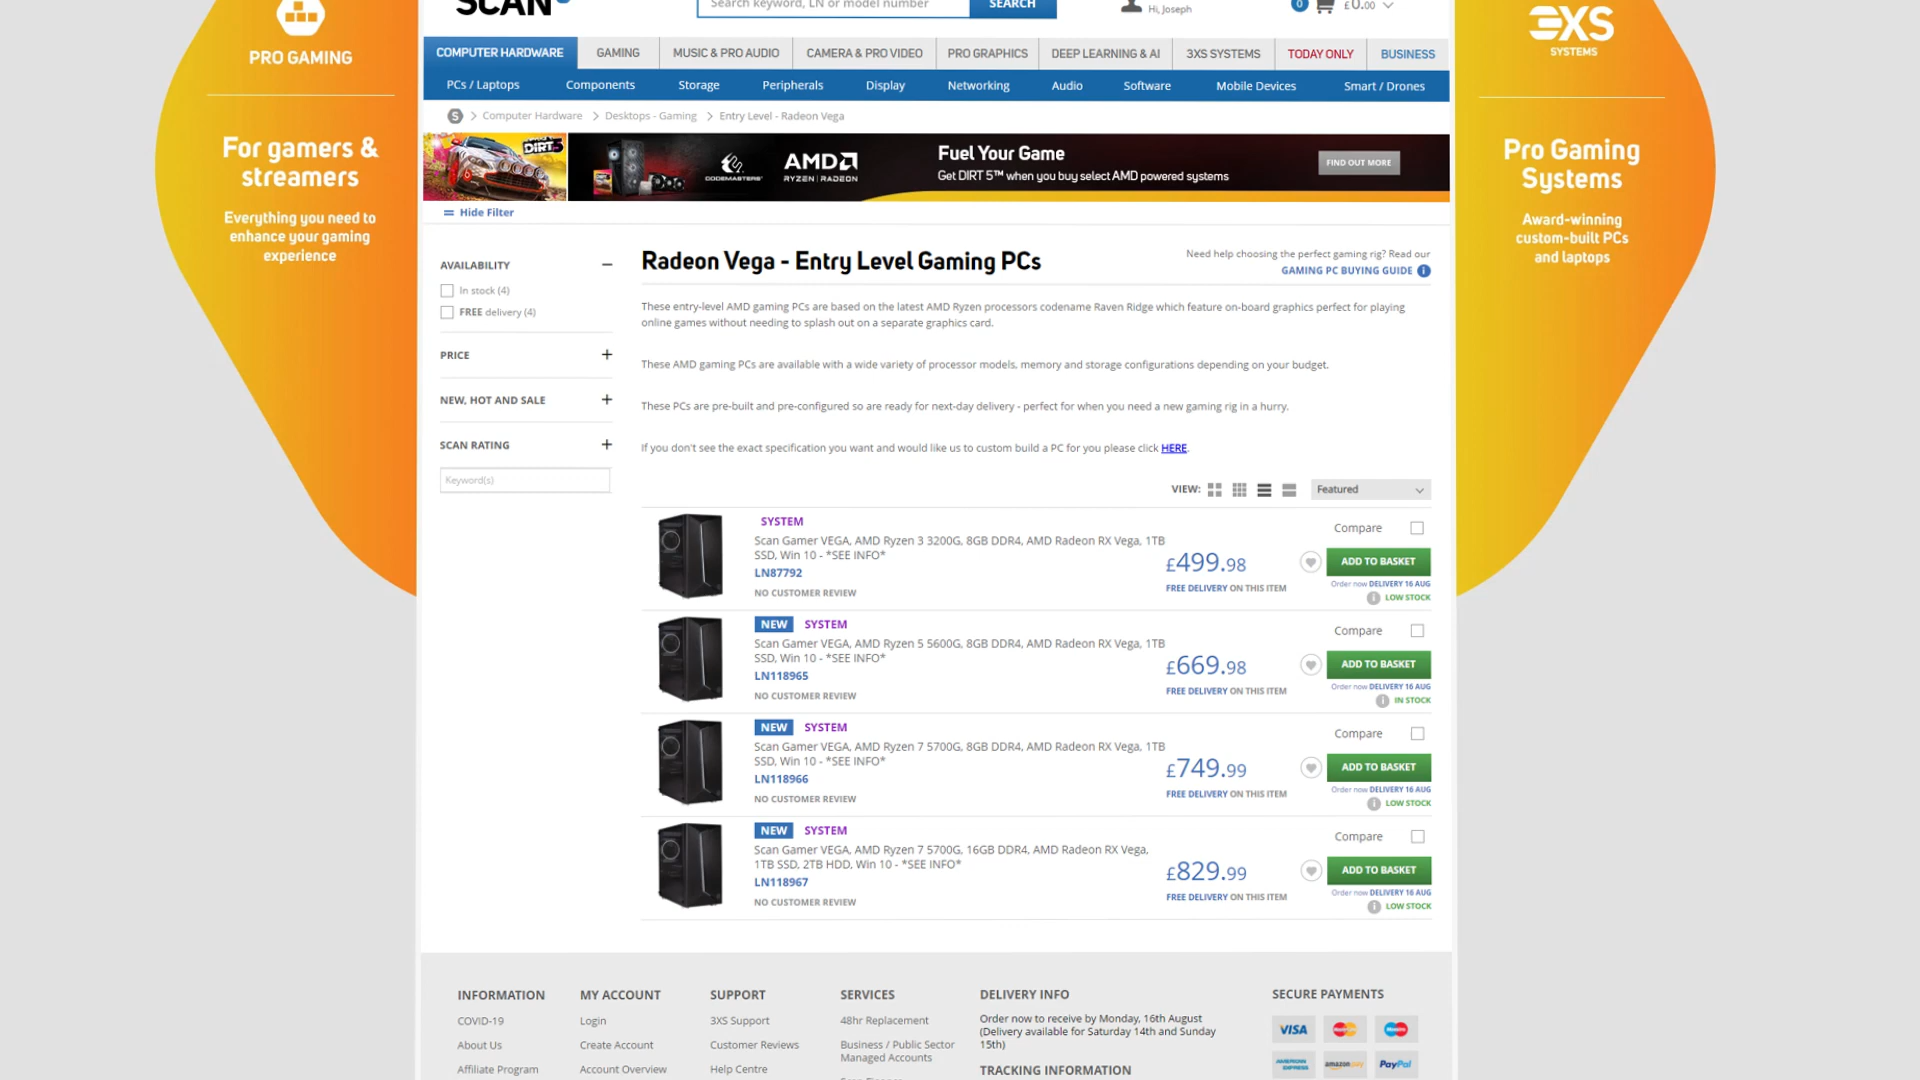 SCAN
Search keyword, LN or model number
SEARCH
Hi, Joseph
0
£0.00
PRO GAMING
For gamers &
streamers
Everything you need to
enhance your gaming
experience
3XS
SYSTEMS
Pro Gaming
Systems
Award-winning
custom-built PCs
and laptops
COMPUTER HARDWARE
GAMING
MUSIC & PRO AUDIO
CAMERA & PRO VIDEO
PRO GRAPHICS
DEEP LEARNING & AI
3XS SYSTEMS
TODAY ONLY
BUSINESS
PCs / Laptops
Components
Storage
Peripherals
Display
Networking
Audio
Software
Mobile Devices
Smart / Drones
S > Computer Hardware > Desktops - Gaming > Entry Level - Radeon Vega
DIRT 5
CODEMASTERS
AMD
RYZEN | RADEON
Fuel Your Game
Get DIRT 5™ when you buy select AMD powered systems
FIND OUT MORE
Hide Filter
AVAILABILITY
In stock (4)
FREE delivery (4)
PRICE
NEW, HOT AND SALE
SCAN RATING
Keyword(s)
Radeon Vega - Entry Level Gaming PCs
Need help choosing the perfect gaming rig? Read our
GAMING PC BUYING GUIDE i
These entry-level AMD gaming PCs are based on the latest AMD Ryzen processors codename Raven Ridge which feature on-board graphics perfect for playing
online games without needing to splash out on a separate graphics card.
These AMD gaming PCs are available with a wide variety of processor models, memory and storage configurations depending on your budget.
These PCs are pre-built and pre-configured so are ready for next-day delivery - perfect for when you need a new gaming rig in a hurry.
If you don't see the exact specification you want and would like us to custom build a PC for you please click HERE.
VIEW:
Featured
SYSTEM
Scan Gamer VEGA, AMD Ryzen 3 3200G, 8GB DDR4, AMD Radeon RX Vega, 1TB
SSD, Win 10 - *SEE INFO*
LN87792
NO CUSTOMER REVIEW
£499.98
FREE DELIVERY ON THIS ITEM
Compare
ADD TO BASKET
Order now DELIVERY 16 AUG
i LOW STOCK
NEW SYSTEM
Scan Gamer VEGA, AMD Ryzen 5 5600G, 8GB DDR4, AMD Radeon RX Vega, 1TB
SSD, Win 10 - *SEE INFO*
LN118965
NO CUSTOMER REVIEW
£669.98
FREE DELIVERY ON THIS ITEM
Compare
ADD TO BASKET
Order now DELIVERY 16 AUG
i IN STOCK
NEW SYSTEM
Scan Gamer VEGA, AMD Ryzen 7 5700G, 8GB DDR4, AMD Radeon RX Vega, 1TB
SSD, Win 10 - *SEE INFO*
LN118966
NO CUSTOMER REVIEW
£749.99
FREE DELIVERY ON THIS ITEM
Compare
ADD TO BASKET
Order now DELIVERY 16 AUG
i LOW STOCK
NEW SYSTEM
Scan Gamer VEGA, AMD Ryzen 7 5700G, 16GB DDR4, AMD Radeon RX Vega,
1TB SSD, 2TB HDD, Win 10 - *SEE INFO*
LN118967
NO CUSTOMER REVIEW
£829.99
FREE DELIVERY ON THIS ITEM
Compare
ADD TO BASKET
Order now DELIVERY 16 AUG
i LOW STOCK
INFORMATION
COVID-19
About Us
Affiliate Program
MY ACCOUNT
Login
Create Account
Account Overview
SUPPORT
3XS Support
Customer Reviews
Help Centre
SERVICES
48hr Replacement
Business / Public Sector
Managed Accounts
DELIVERY INFO
Order now to receive by Monday, 16th August
(Delivery available for Saturday 14th and Sunday
15th)
TRACKING INFORMATION
SECURE PAYMENTS
VISA
MasterCard
Maestro
AMERICAN EXPRESS
amazon pay
PayPal